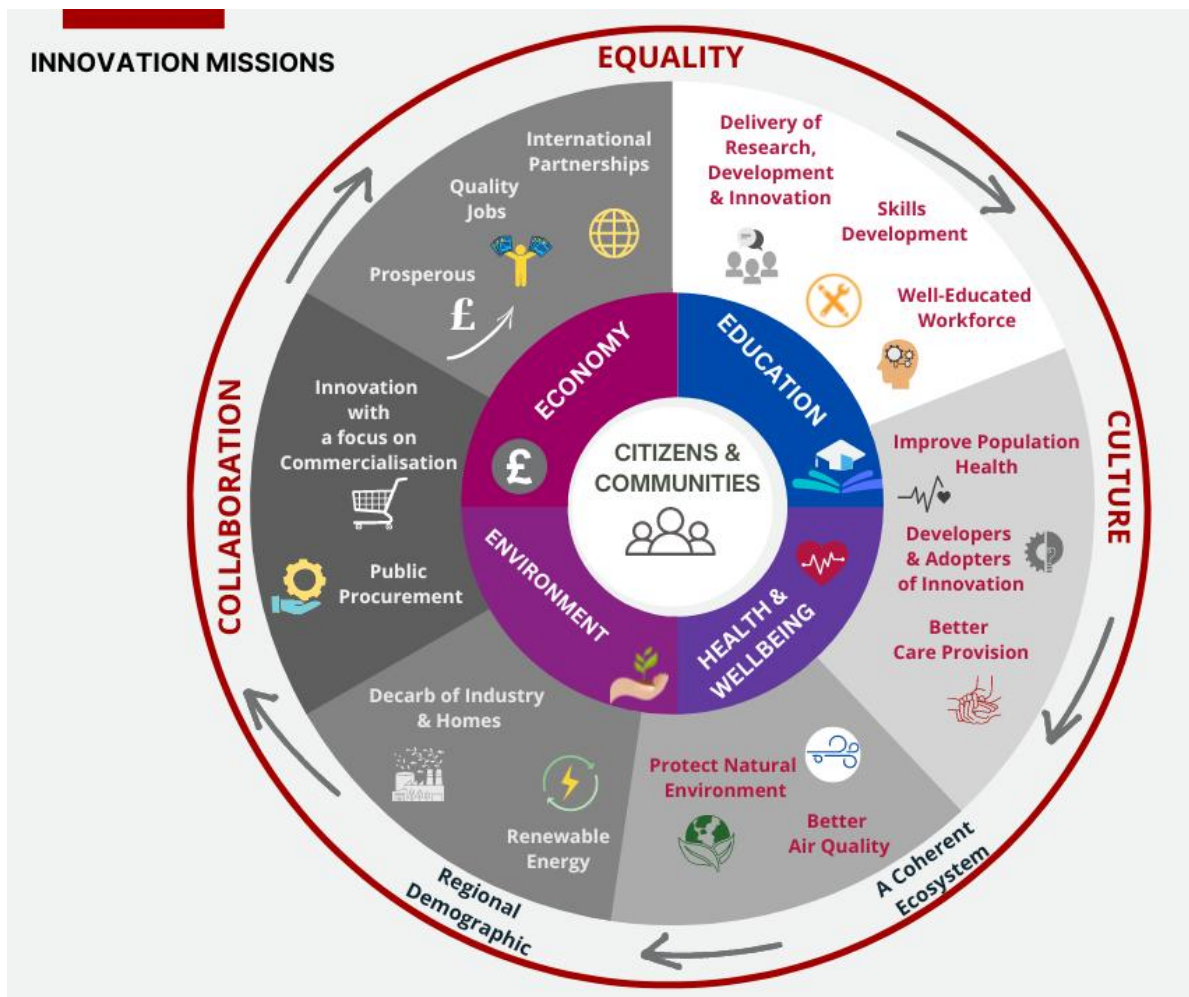 INNOVATION MISSIONS
EQUALITY
International
Partnerships
Quality
Jobs
Prosperous
£
Delivery of
Research,
Development
& Innovation
Skills
Development
Well-Educated
Workforce
ECONOMY
£
EDUCATION
CITIZENS &
COMMUNITIES
ENVIRONMENT
HEALTH &
WELLBEING
COLLABORATION
Innovation
with
a focus on
Commercialisation
Public
Procurement
CULTURE
Improve Population
Health
Developers
& Adopters
of Innovation
Better
Care Provision
Decarb of Industry
& Homes
Renewable
Energy
Protect Natural
Environment
Better
Air Quality
Regional
Demographic
A Coherent
Ecosystem